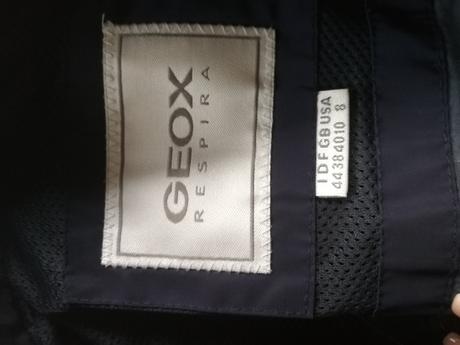 GEOX
RESPIRA
I D F GB USA
44 38 40 10 8